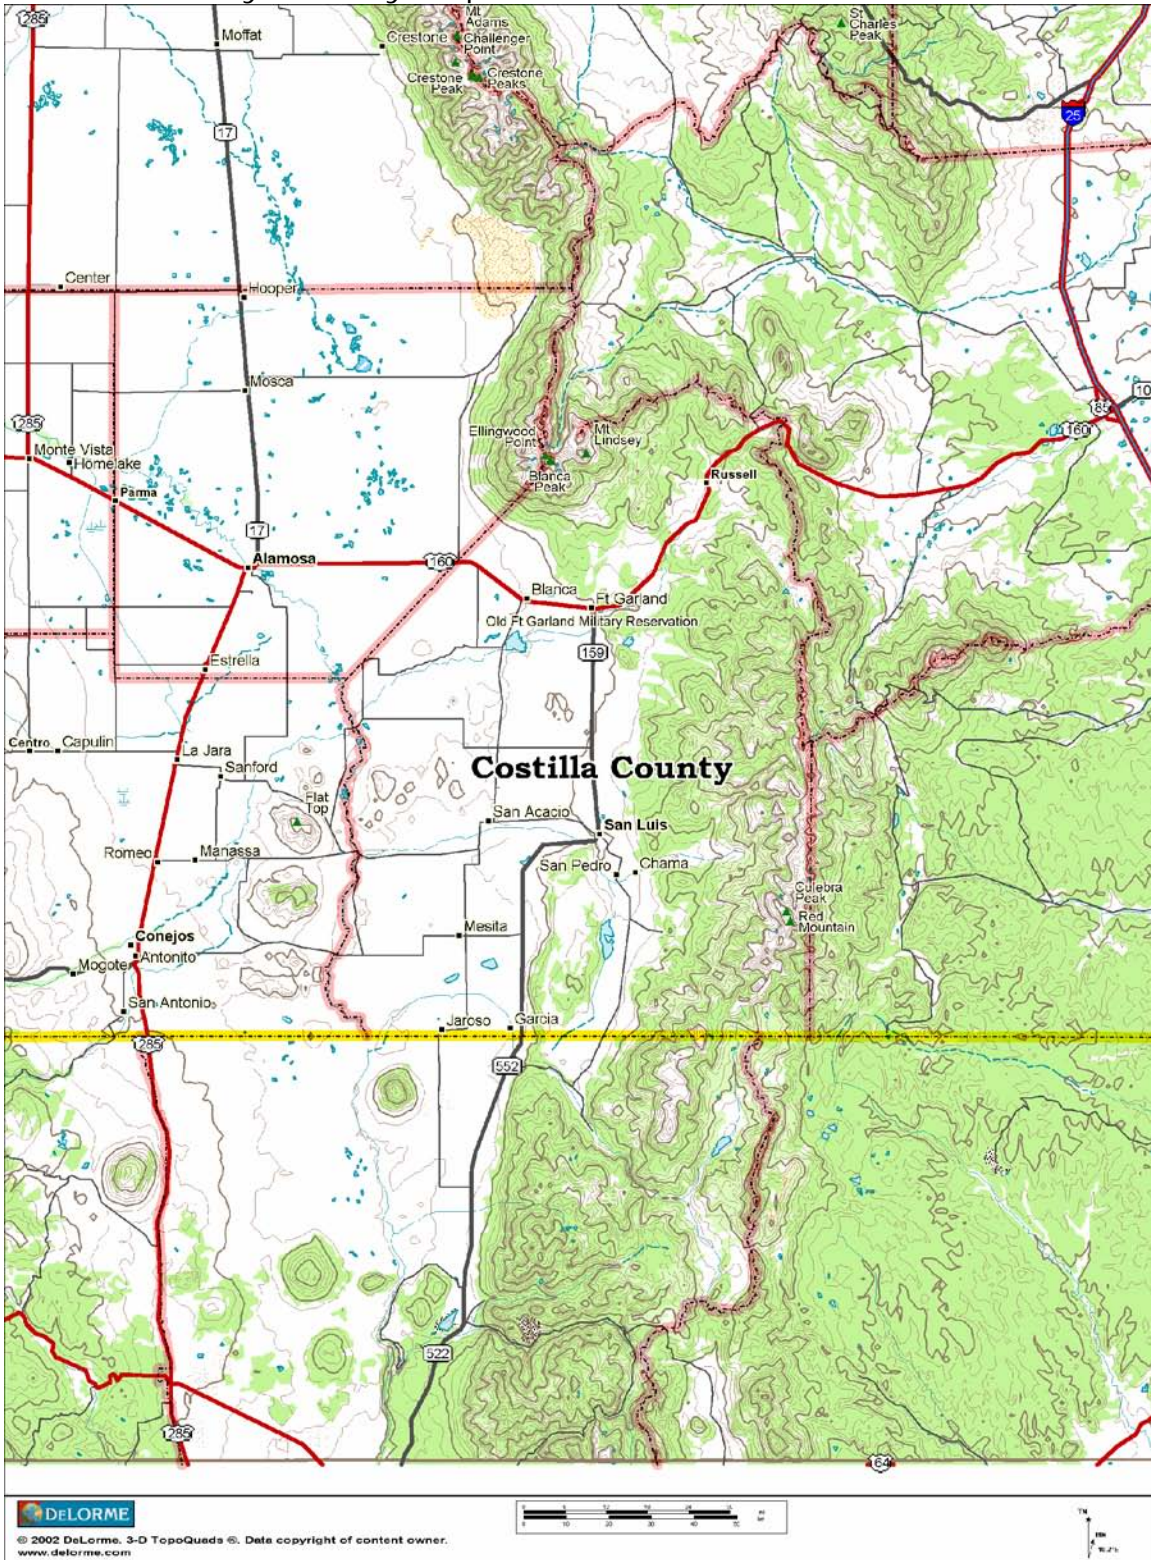 285
Moffat
Crestone
Mt
Adams
Challenger
Point
Crestone
Peak
Crestone
Peaks
St
Charles
Peak
25
17
Center
Hooper
Mosca
285
Monte Vista
Homelake
Parma
17
Alamosa
160
Ellingwood
Point
Mt
Lindsey
Blanca
Peak
Russell
85
10
160
Blanca
Ft Garland
Old Ft Garland Military Reservation
159
Estrella
Centro
Capulin
La Jara
Sanford
Flat
Top
Costilla County
San Acacio
San Luis
Romeo
Manassa
San Pedro
Chama
Culebra
Peak
Red
Mountain
Conejos
Antonito
Mogote
Mesita
San Antonio
Jaroso
Garcia
285
552
522
285
64
DELORME
© 2002 DeLorme. 3-D TopoQuads ®. Data copyright of content owner.
www.delorme.com
TN
MN